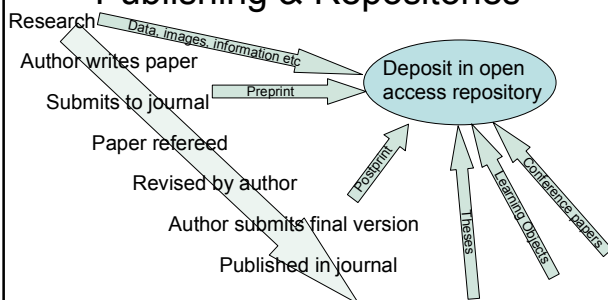 Publishing & Repositories
Research
Data, images, information etc
Author writes paper
Deposit in open
access repository
Submits to journal
Preprint
Paper refereed
Postprint
Revised by author
Conference papers
Learning Objects
Theses
Author submits final version
Published in journal